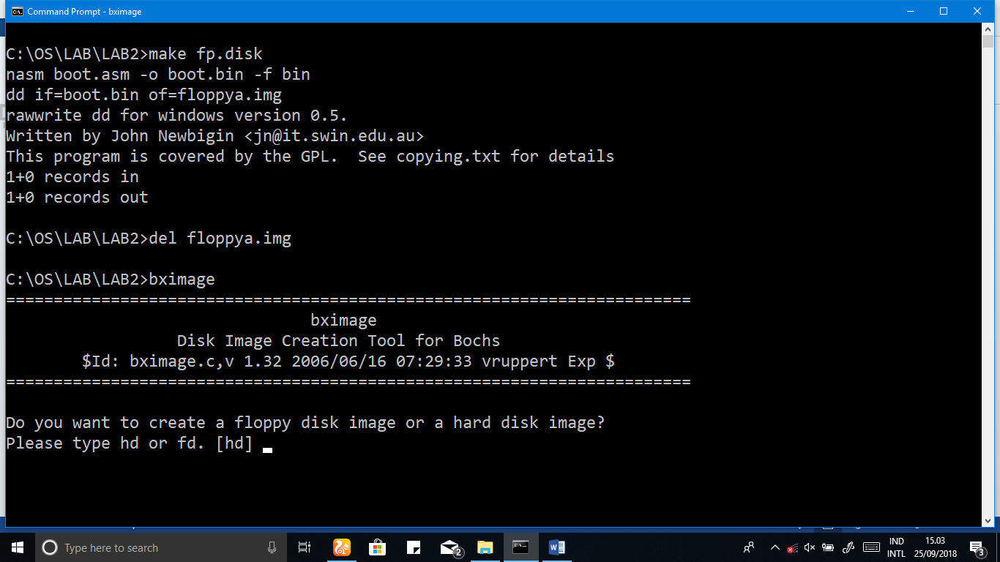 Command Prompt - bximage
C:\OS\LAB\LAB2>make fp.disk
nasm boot.asm -o boot.bin -f bin
dd if=boot.bin of=floppya.img
rawwrite dd for windows version 0.5.
Written by John Newbigin <jn@it.swin.edu.au>
This program is covered by the GPL.  See copying.txt for details
1+0 records in
1+0 records out
C:\OS\LAB\LAB2>del floppya.img
C:\OS\LAB\LAB2>bximage
========================================================================
bximage
Disk Image Creation Tool for Bochs
$Id: bximage.c,v 1.32 2006/06/16 07:29:33 vruppert Exp $
========================================================================
Do you want to create a floppy disk image or a hard disk image?
Please type hd or fd. [hd]
Type here to search
2
IND
INTL
15.03
25/09/2018
3